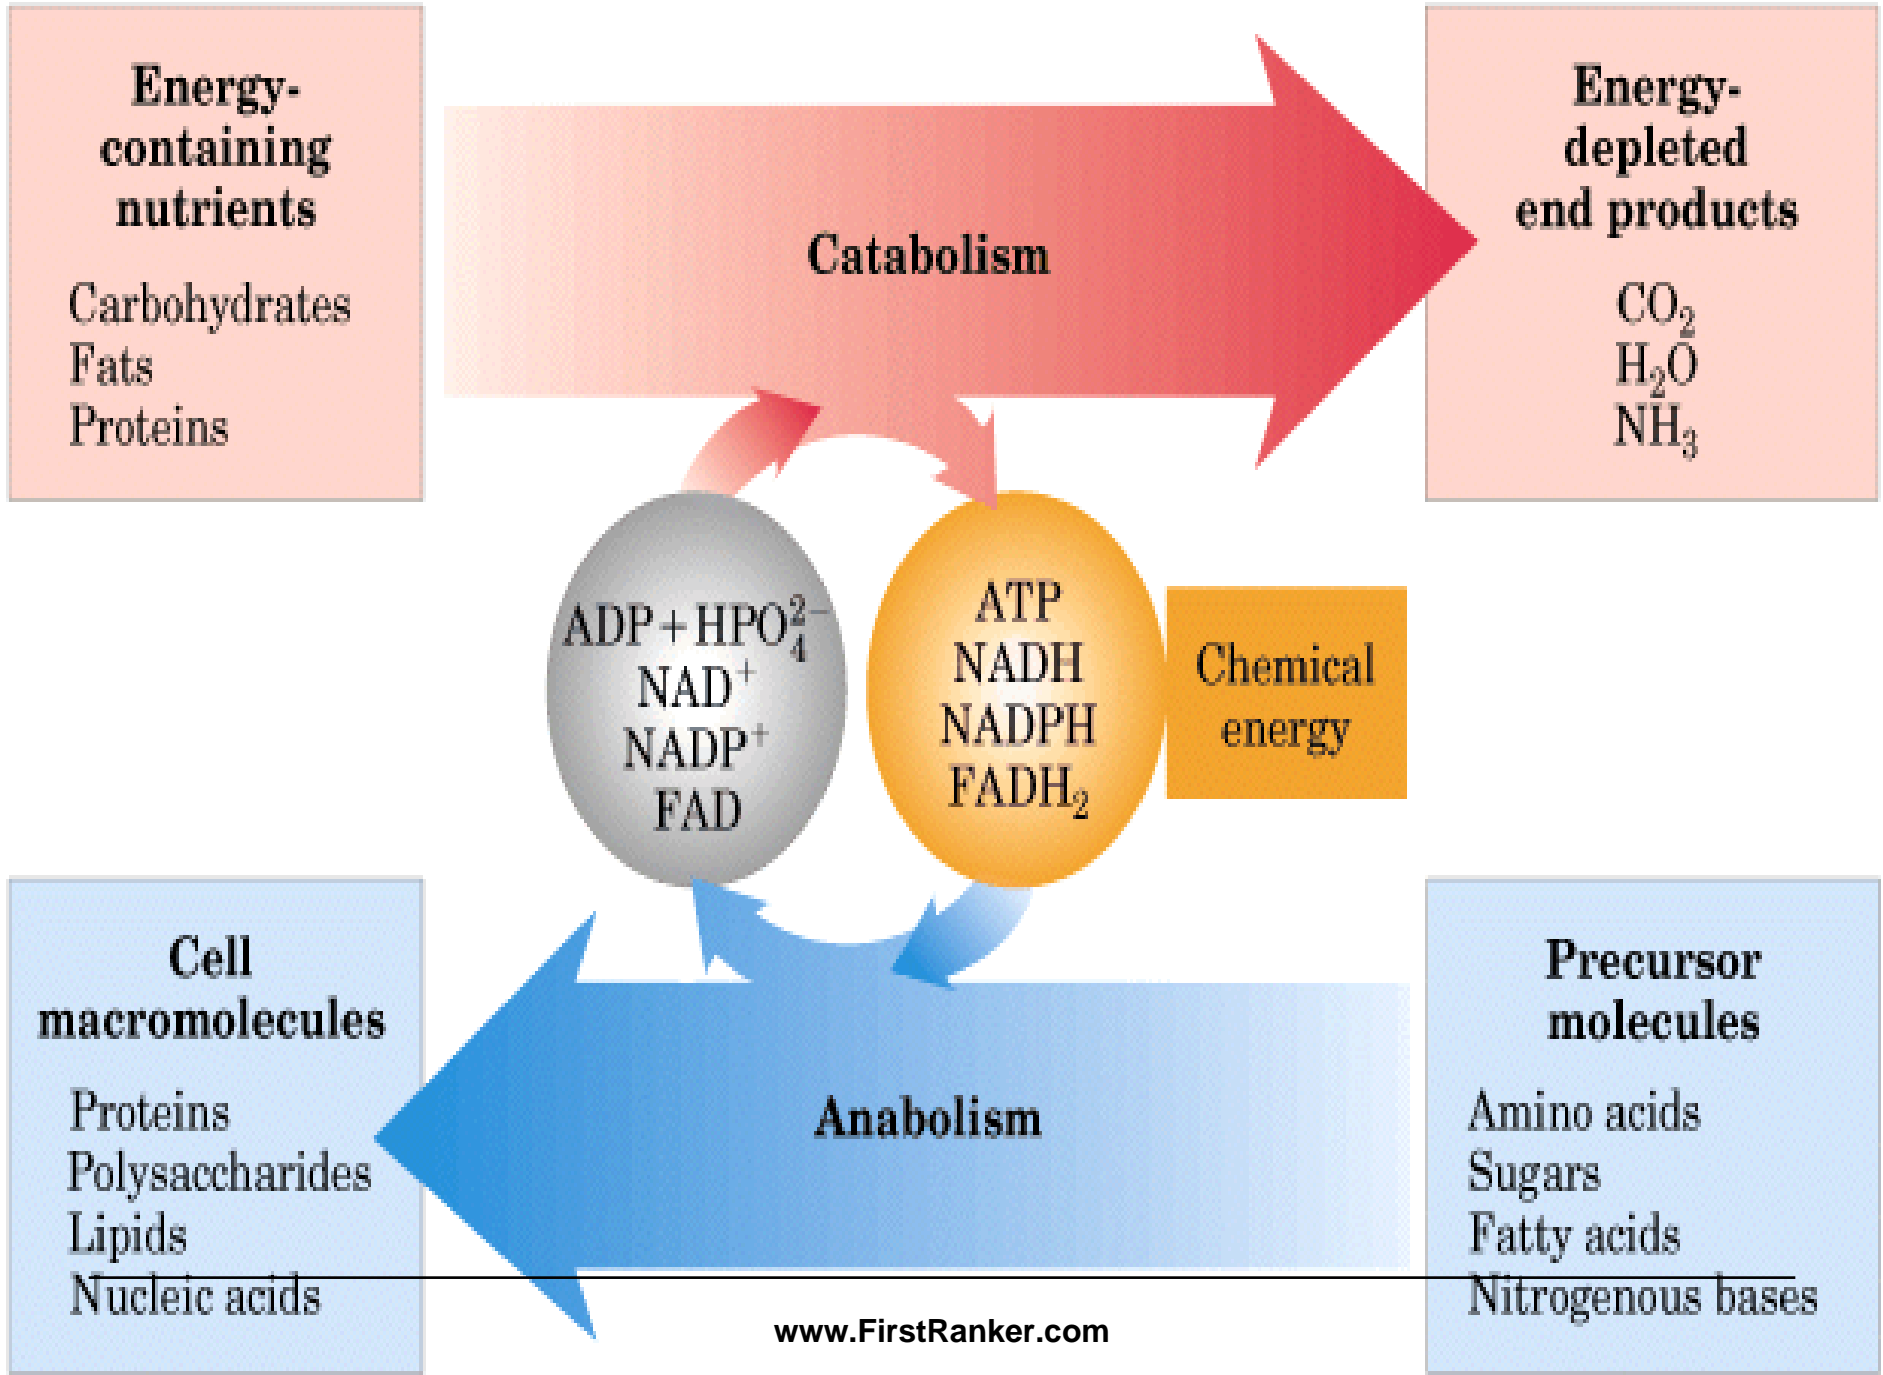 Energy-
containing
nutrients
Carbohydrates
Fats
Proteins
Catabolism
Energy-
depleted
end products
CO₂
H₂O
NH₃
ADP + HPO₄²⁻
NAD⁺
NADP⁺
FAD
ATP
NADH
NADPH
FADH₂
Chemical
energy
Cell
macromolecules
Proteins
Polysaccharides
Lipids
Nucleic acids
Anabolism
Precursor
molecules
Amino acids
Sugars
Fatty acids
Nitrogenous bases
www.FirstRanker.com